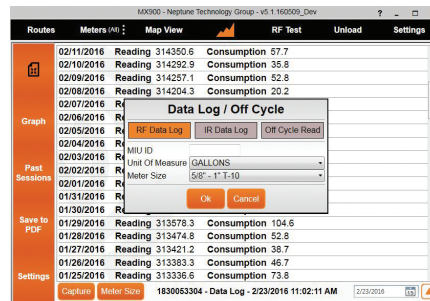 MX900 - Neptune Technology Group - v5.1.160509_Dev ? _ □
Routes Meters (All) Map View RF Test Unload Settings
02/11/2016 Reading 314350.6 Consumption 57.7
02/10/2016 Reading 314292.9 Consumption 35.8
02/09/2016 Reading 314257.1 Consumption 52.8
02/08/2016 Reading 314204.3 Consumption 20.2
02/07/2016
02/06/2016
Graph
02/05/2016
02/04/2016
02/03/2016
02/02/2016
Past
Sessions
02/01/2016
01/31/2016
01/30/2016
Data Log / Off Cycle
RF Data Log IR Data Log Off Cycle Read
MIU ID
Unit Of Measure GALLONS
Meter Size 5/8" - 1" T-10
Ok Cancel
Save to
PDF
01/29/2016 Reading 313578.3 Consumption 104.6
01/28/2016 Reading 313474.8 Consumption 52.8
01/27/2016 Reading 313421.2 Consumption 38.7
01/26/2016 Reading 313383.3 Consumption 46.7
Settings
01/25/2016 Reading 313336.6 Consumption 73.8
Capture Meter Size 1830053304 - Data Log - 2/23/2016 11:02:11 AM 2/23/2016 15